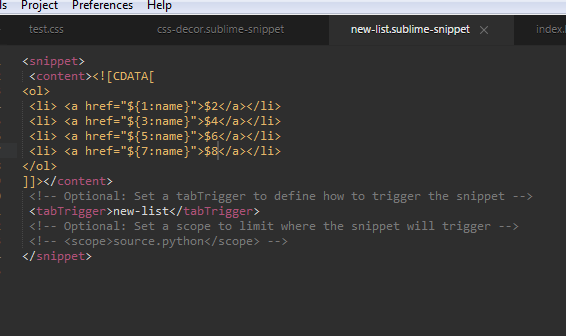 Project Preferences Help
test.css css-decor.sublime-snippet new-list.sublime-snippet ×
<snippet>
<content><![CDATA[
<ol>
<li> <a href="${1:name}">$2</a></li>
<li> <a href="${3:name}">$4</a></li>
<li> <a href="${5:name}">$6</a></li>
<li> <a href="${7:name}">$8</a></li>
</ol>
]]></content>
<!-- Optional: Set a tabTrigger to define how to trigger the snippet -->
<tabTrigger>new-list</tabTrigger>
<!-- Optional: Set a scope to limit where the snippet will trigger -->
<!-- <scope>source.python</scope> -->
</snippet>